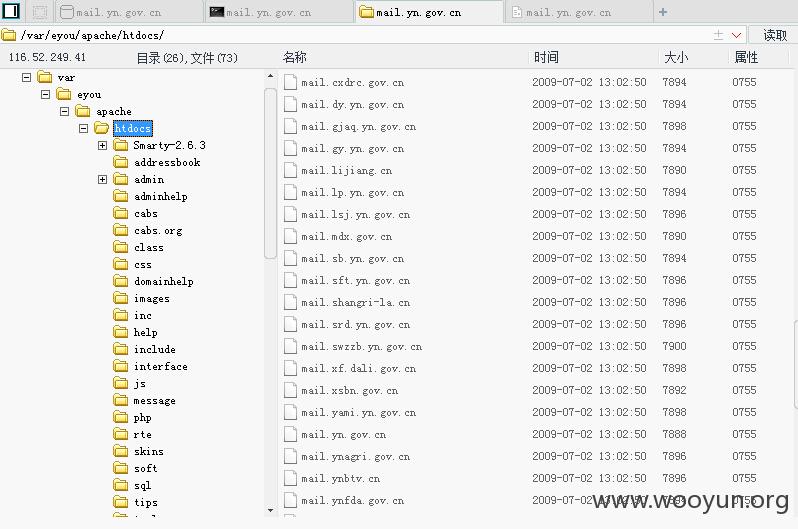 mail.yn.gov.cn
mail.yn.gov.cn
mail.yn.gov.cn
mail.yn.gov.cn
/var/eyou/apache/htdocs/
读取
116.52.249.41 目录(26),文件(73)
名称 时间 大小 属性
var
eyou
apache
htdocs
Smarty-2.6.3
addressbook
admin
adminhelp
cabs
cabs.org
class
css
domainhelp
images
inc
help
include
interface
js
message
php
rte
skins
soft
sql
tips
mail.cxdrc.gov.cn 2009-07-02 13:02:50 7894 0755
mail.dy.yn.gov.cn 2009-07-02 13:02:50 7894 0755
mail.gjaq.yn.gov.cn 2009-07-02 13:02:50 7898 0755
mail.gy.yn.gov.cn 2009-07-02 13:02:50 7894 0755
mail.lijiang.cn 2009-07-02 13:02:50 7890 0755
mail.lp.yn.gov.cn 2009-07-02 13:02:50 7894 0755
mail.lsj.yn.gov.cn 2009-07-02 13:02:50 7896 0755
mail.mdx.gov.cn 2009-07-02 13:02:50 7890 0755
mail.sb.yn.gov.cn 2009-07-02 13:02:50 7894 0755
mail.sft.yn.gov.cn 2009-07-02 13:02:50 7896 0755
mail.shangri-la.cn 2009-07-02 13:02:50 7896 0755
mail.srd.yn.gov.cn 2009-07-02 13:02:50 7896 0755
mail.swzzb.yn.gov.cn 2009-07-02 13:02:50 7900 0755
mail.xf.dali.gov.cn 2009-07-02 13:02:50 7898 0755
mail.xsbn.gov.cn 2009-07-02 13:02:50 7892 0755
mail.yami.yn.gov.cn 2009-07-02 13:02:50 7898 0755
mail.yn.gov.cn 2009-07-02 13:02:50 7888 0755
mail.ynagri.gov.cn 2009-07-02 13:02:50 7896 0755
mail.ynbtv.cn 2009-07-02 13:02:50 7896 0755
mail.ynfda.gov.cn 2009-07-02 13:02:50 0755
www.wooyun.org